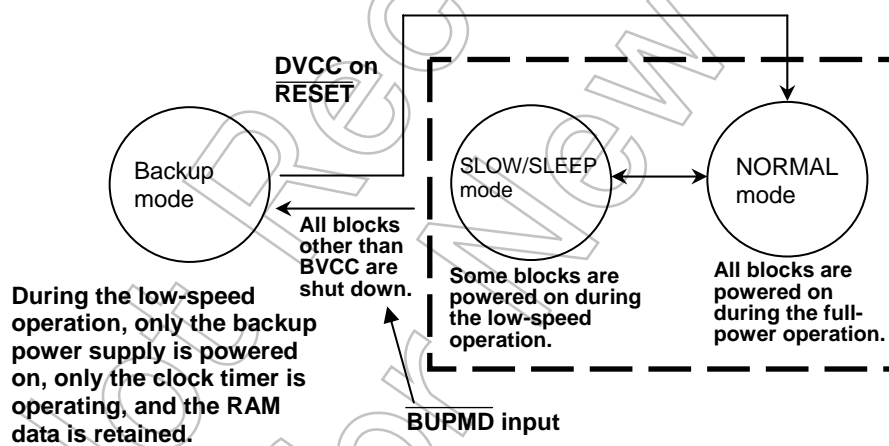 DVCC on
RESET
Backup
mode
SLOW/SLEEP
mode
NORMAL
mode
All blocks
other than
BVCC are
shut down.
Some blocks are
powered on during
the low-speed
operation.
All blocks are
powered on
during the full-
power operation.
During the low-speed
operation, only the backup
power supply is powered
on, only the clock timer is
operating, and the RAM
data is retained.
BUPMD input